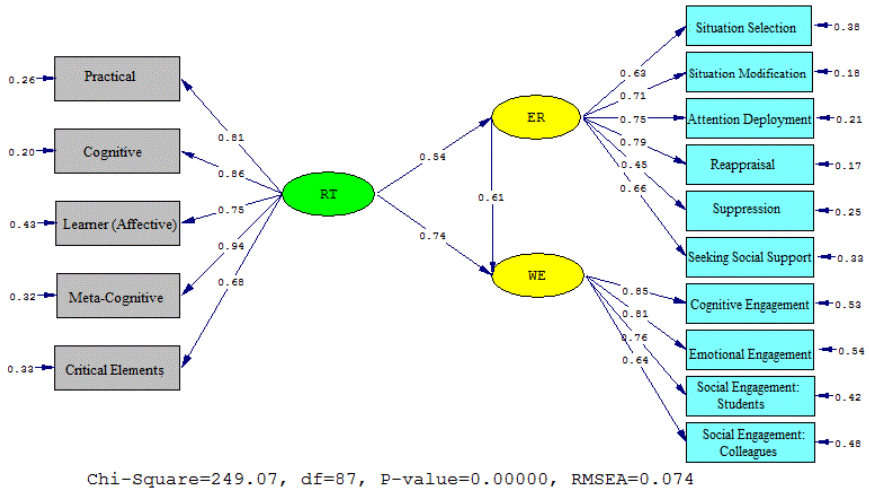 0.26
Practical
0.20
Cognitive
0.43
Learner (Affective)
0.32
Meta-Cognitive
0.33
Critical Elements
0.81
0.86
0.75
0.94
0.68
RT
0.54
0.74
ER
0.61
WE
0.63
0.71
0.75
0.79
0.45
0.66
0.85
0.81
0.76
0.64
Situation Selection
0.38
Situation Modification
0.18
Attention Deployment
0.21
Reappraisal
0.17
Suppression
0.25
Seeking Social Support
0.33
Cognitive Engagement
0.53
Emotional Engagement
0.54
Social Engagement:
Students
0.42
Social Engagement:
Colleagues
0.48
Chi-Square=249.07, df=87, P-value=0.00000, RMSEA=0.074